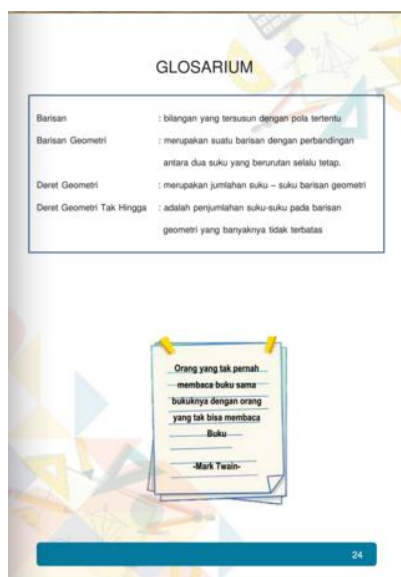 GLOSARIUM
Barisan : bilangan yang tersusun dengan pola tertentu
Barisan Geometri : merupakan suatu barisan dengan perbandingan
antara dua suku yang berurutan selalu tetap.
Deret Geometri : merupakan jumlahan suku – suku barisan geometri
Deret Geometri Tak Hingga : adalah penjumlahan suku-suku pada barisan
geometri yang banyaknya tidak terbatas
Orang yang tak pernah
membaca buku sama
bukuknya dengan orang
yang tak bisa membaca
Buku
-Mark Twain-
24